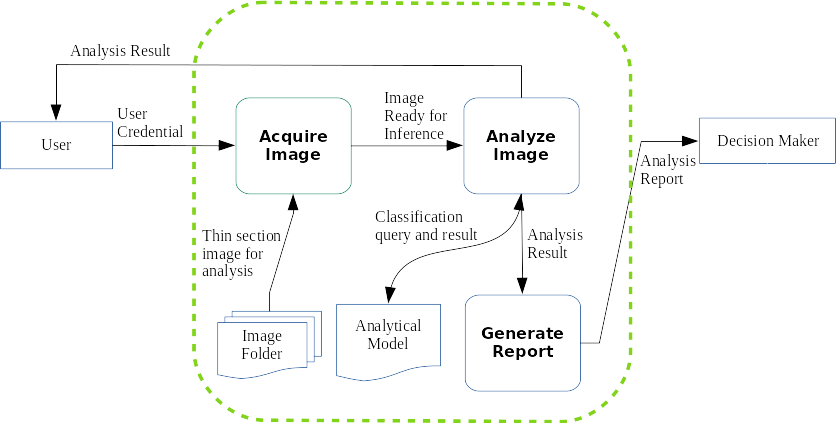 Analysis Result
User
User
Credential
Acquire
Image
Image
Ready for
Inference
Analyze
Image
Decision Maker
Analysis
Report
Thin section
image for
analysis
Classification
query and result
Analysis
Result
Image
Folder
Analytical
Model
Generate
Report